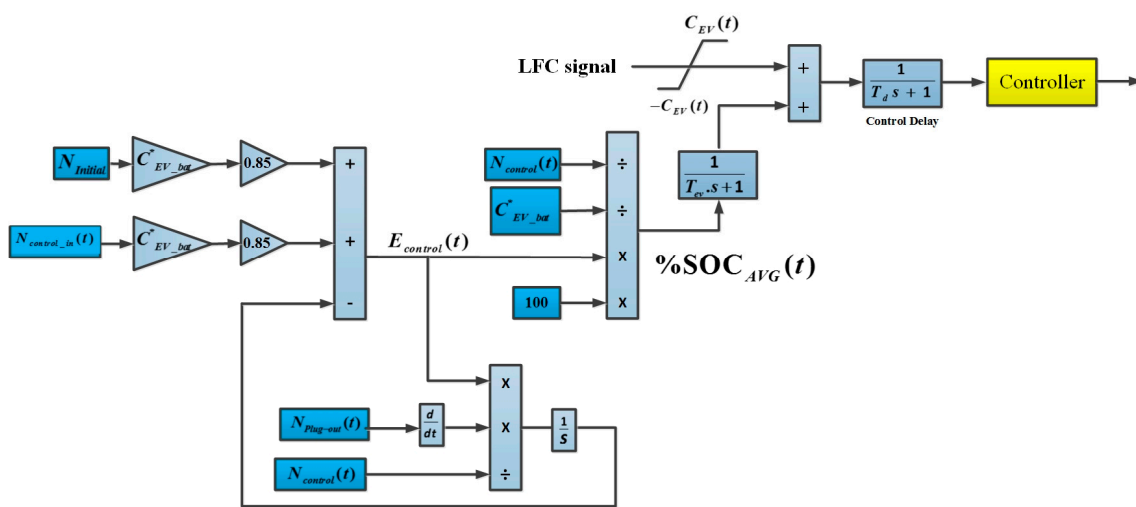 C_EV(t)
LFC signal
−C_EV(t)
+
+
1
T_d s + 1
Control Delay
Controller
N_Initial
C*_EV_bat
0.85
+
N_control_in(t)
C*_EV_bat
0.85
+
-
E_control(t)
N_control(t)
÷
C*_EV_bat
÷
X
100
X
1
T_ev.s+1
%SOC_AVG(t)
X
N_Plug-out(t)
d
dt
X
1
S
N_control(t)
÷